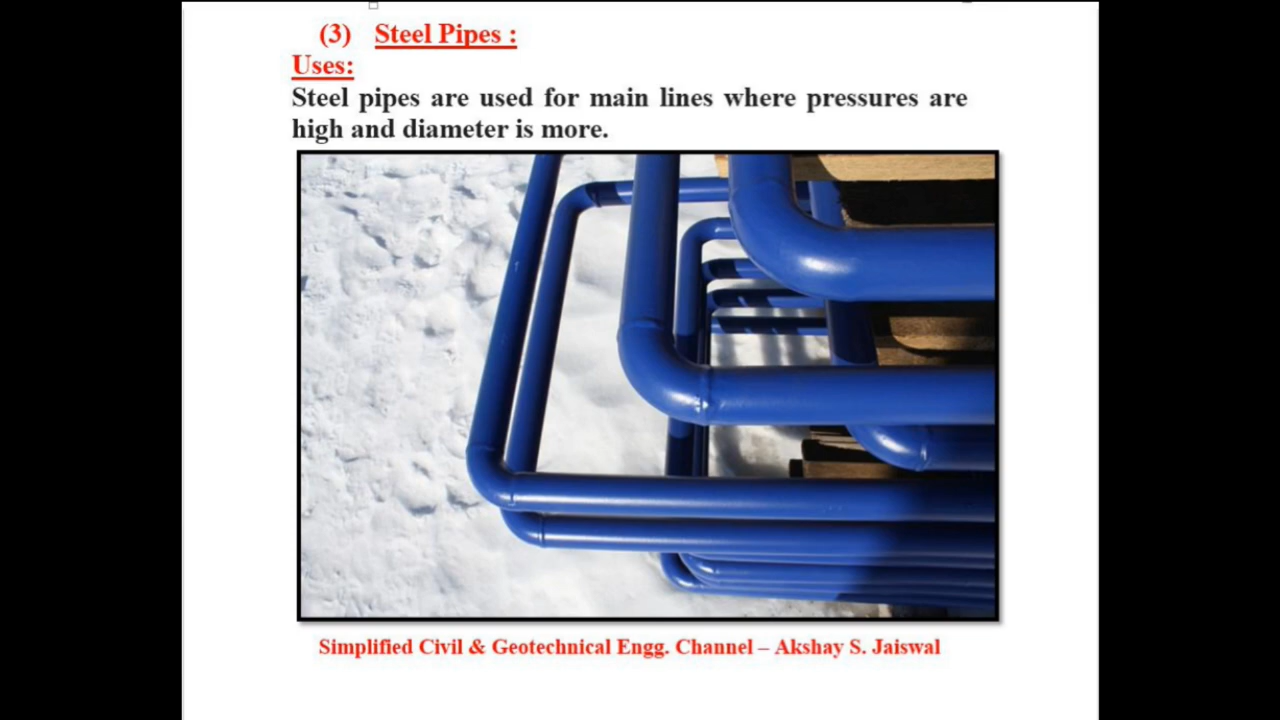 (3) Steel Pipes :
Uses:
Steel pipes are used for main lines where pressures are
high and diameter is more.
Simplified Civil & Geotechnical Engg. Channel – Akshay S. Jaiswal